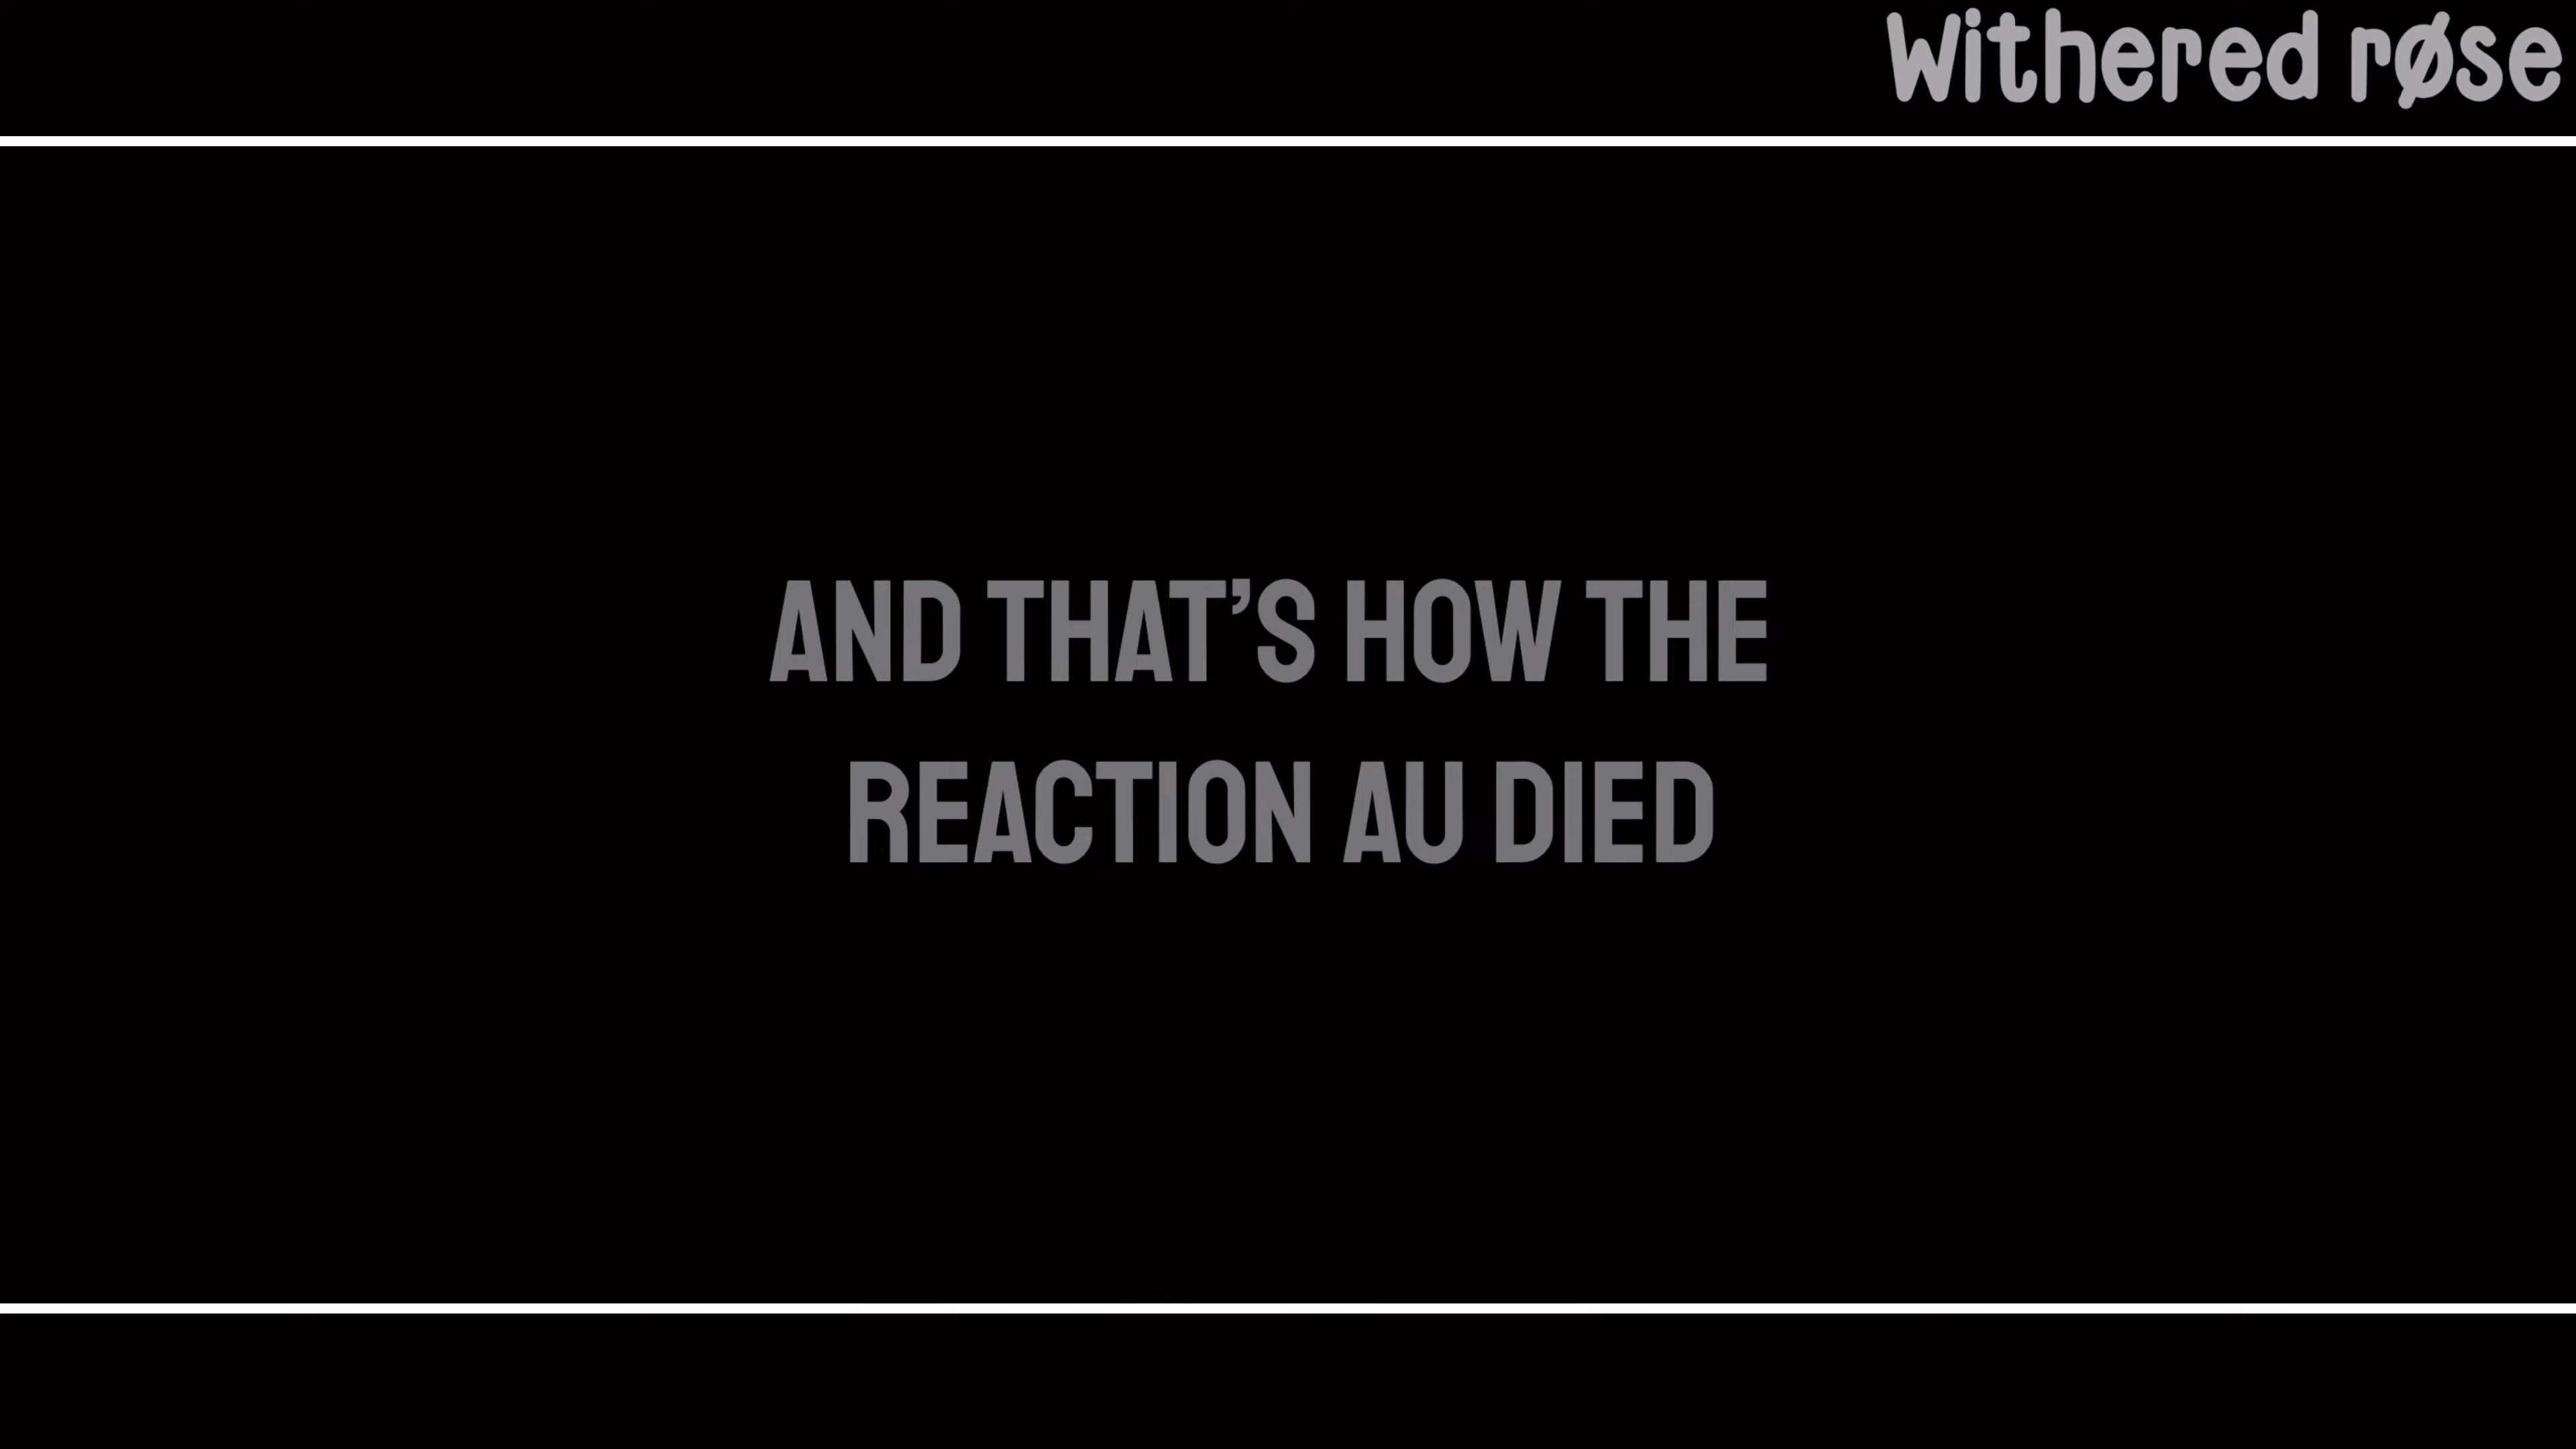 Withered røse
AND THAT’S HOW THE
REACTION AU DIED